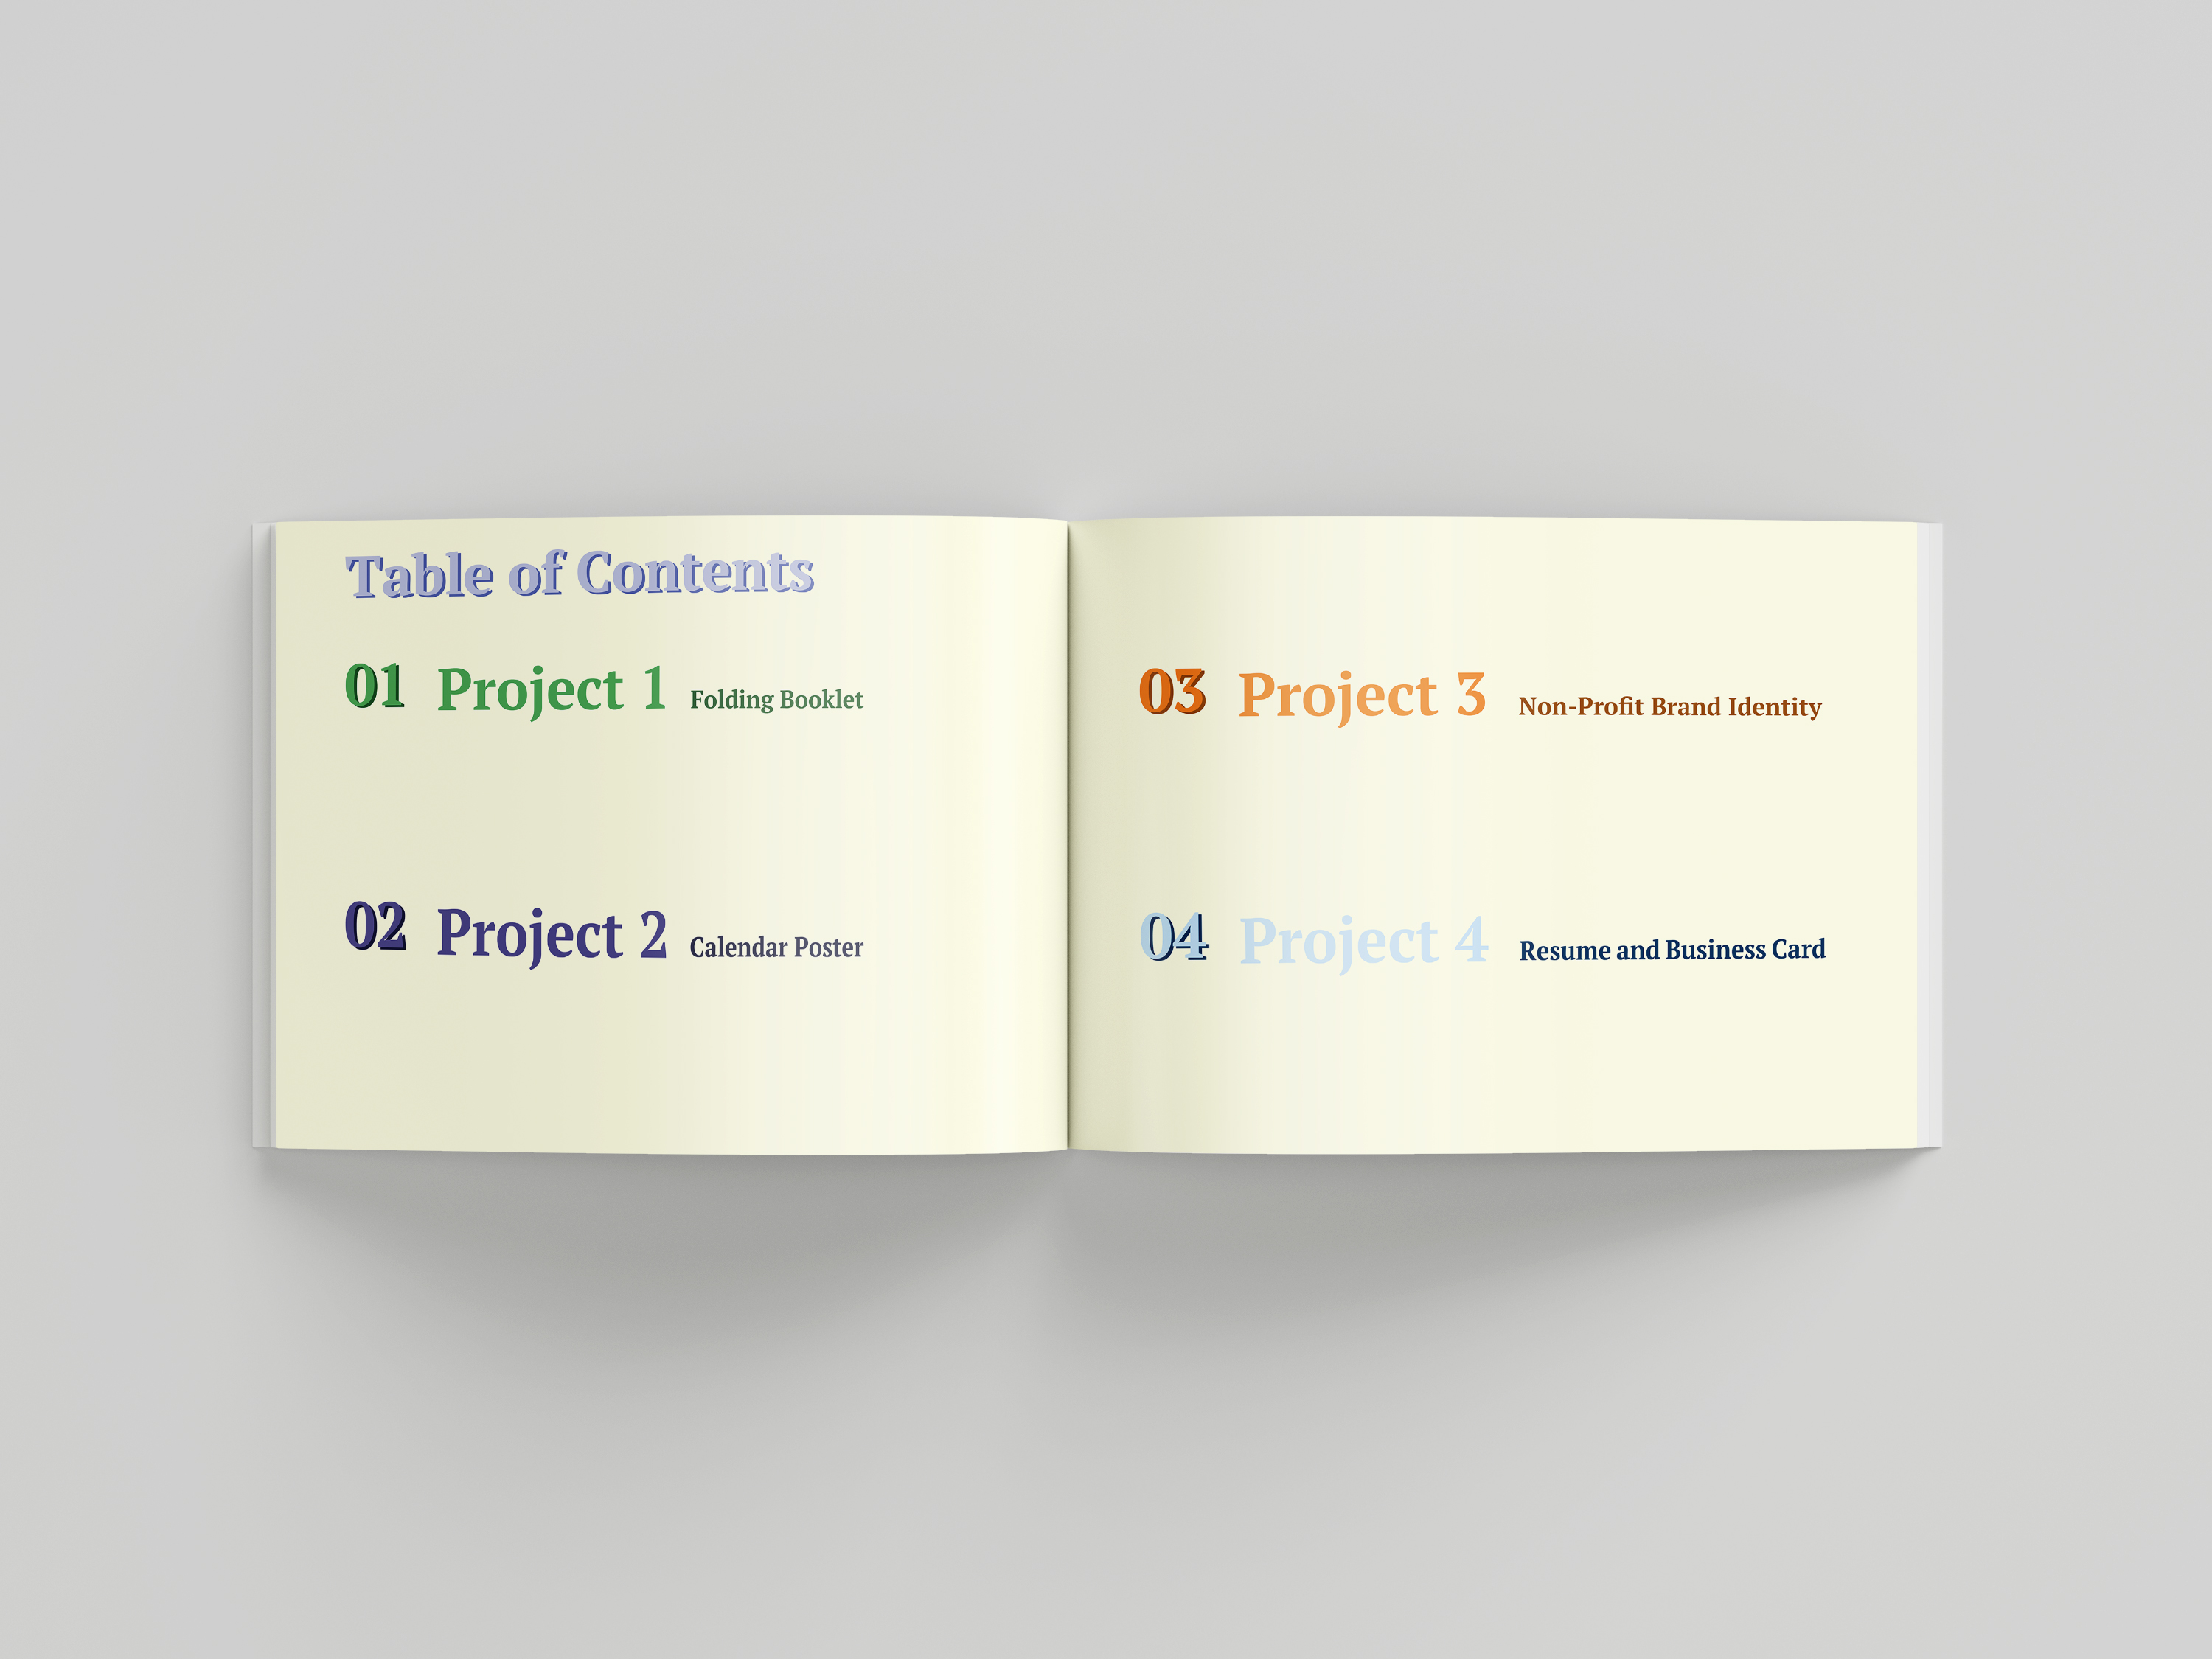 Table of Contents
01 Project 1 Folding Booklet
02 Project 2 Calendar Poster
03 Project 3 Non-Profit Brand Identity
04 Project 4 Resume and Business Card